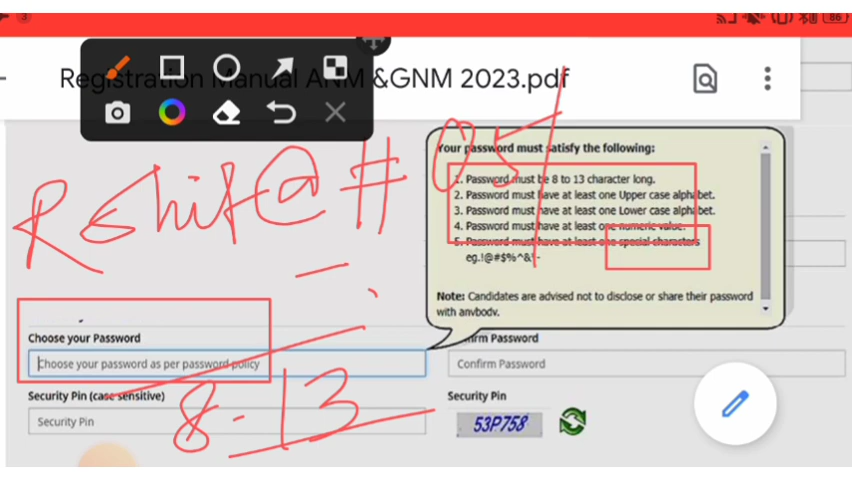 3
86
Registration Manual ANM &GNM 2023.pdf
Your password must satisfy the following:
1. Password must be 8 to 13 character long.
2. Password must have at least one Upper case alphabet.
3. Password must have at least one Lower case alphabet.
4. Password must have at least one numeric value.
5. Password must have at least one special characters
eg.!@#$%^&*-
Note: Candidates are advised not to disclose or share their password
with anybody.
Choose your Password
Confirm Password
Choose your password as per password policy
Confirm Password
Security Pin (case sensitive)
Security Pin
Security Pin
53P758
8-13